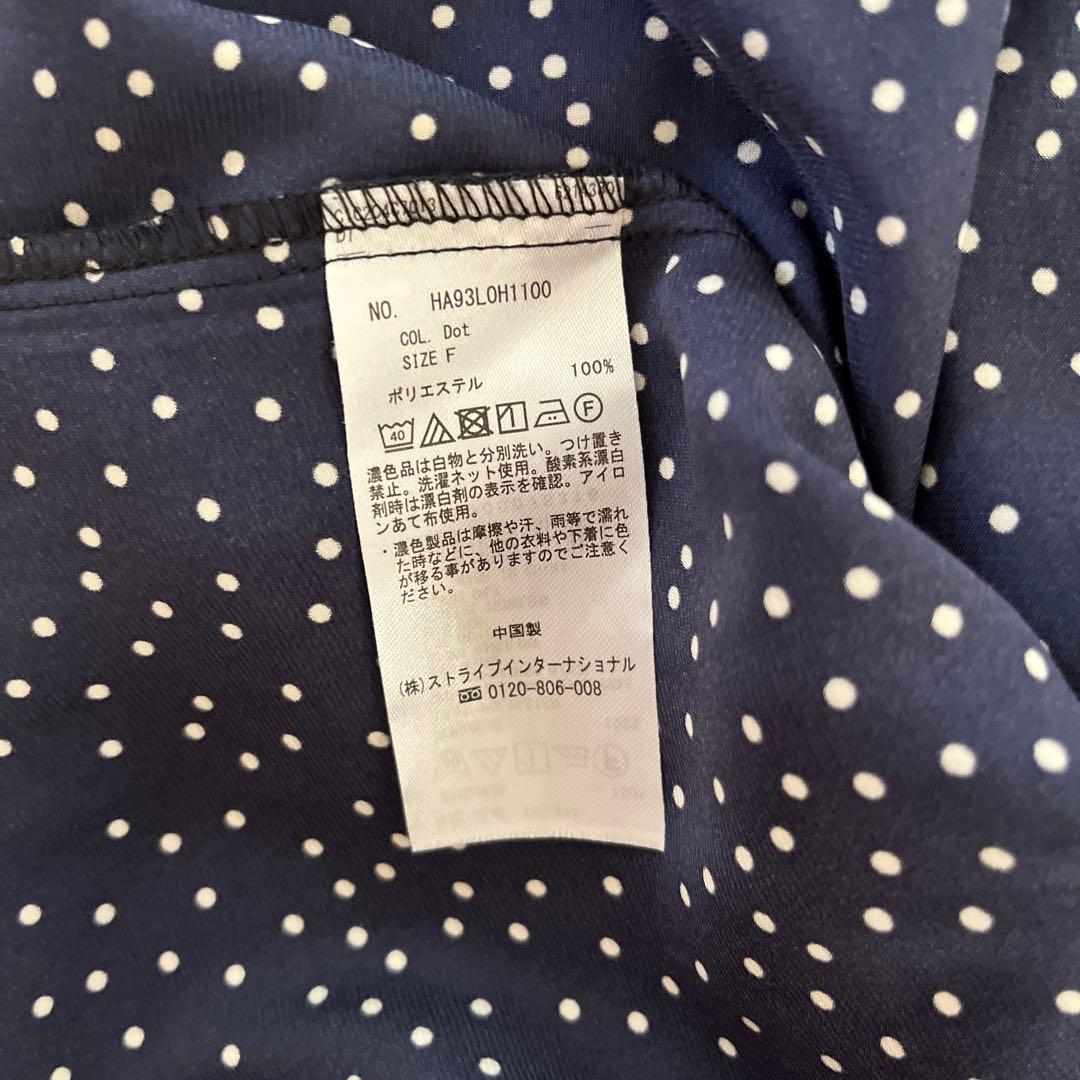 NO. HA93L0H1100
COL. Dot
SIZE F
ポリエステル 100%
40 F
濃色品は白物と分別洗い。つけ置き
禁止。洗濯ネット使用。酸素系漂白
剤時は漂白剤の表示を確認。アイロ
ンあて布使用。
・濃色製品は摩擦や汗、雨等で濡れ
た時などに、他の衣料や下着に色
が移る事がありますのでご注意く
ださい。
中国製
(株)ストライプインターナショナル
0120-806-008